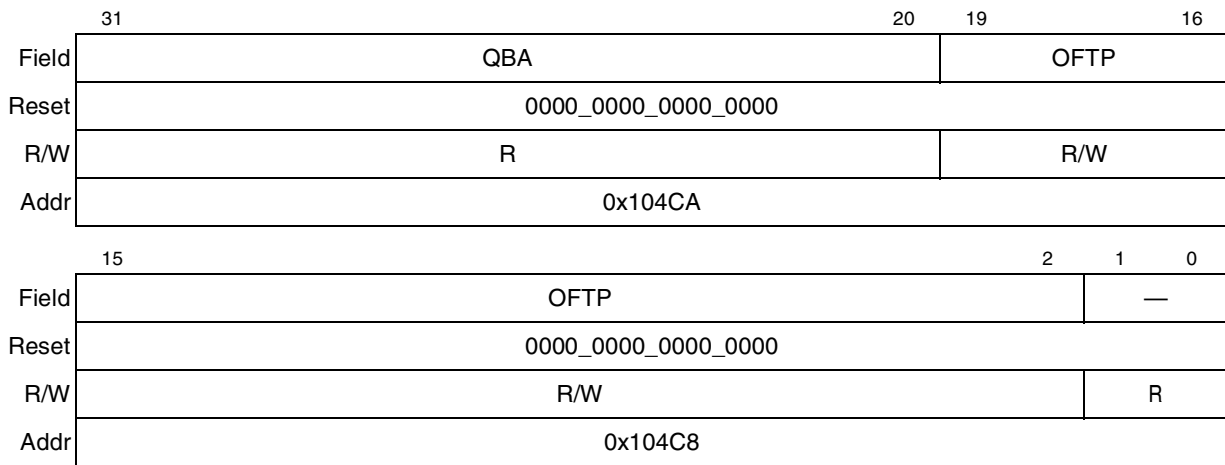 31 20 19 16
Field QBA OFTP
Reset 0000_0000_0000_0000
R/W R R/W
Addr 0x104CA
15 2 1 0
Field OFTP —
Reset 0000_0000_0000_0000
R/W R/W R
Addr 0x104C8